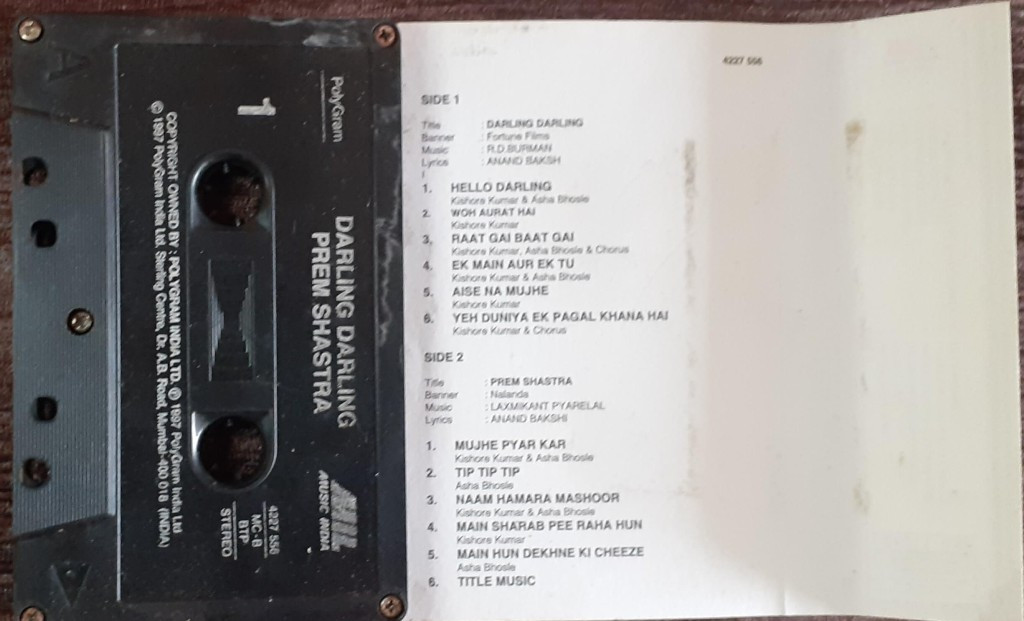 A
1
PolyGram
DARLING DARLING
PREM SHASTRA
MIL
MUSIC INDIA
4227 556
MC-B
BTP
STEREO
COPYRIGHT OWNED BY : POLYGRAM INDIA LTD. ℗ 1997 PolyGram India Ltd
© 1997 PolyGram India Ltd. Sterling Centre, Dr. A.B. Road, Mumbai-400 018 (INDIA)
4227 556
SIDE 1
Title : DARLING DARLING
Banner : Fortune Films
Music : R.D.BURMAN
Lyrics : ANAND BAKSH
1. HELLO DARLING
Kishore Kumar & Asha Bhosle
2. WOH AURAT HAI
Kishore Kumar
3. RAAT GAI BAAT GAI
Kishore Kumar, Asha Bhosle & Chorus
4. EK MAIN AUR EK TU
Kishore Kumar & Asha Bhosle
5. AISE NA MUJHE
Kishore Kumar
6. YEH DUNIYA EK PAGAL KHANA HAI
Kishore Kumar & Chorus
SIDE 2
Title : PREM SHASTRA
Banner : Nalanda
Music : LAXMIKANT PYARELAL
Lyrics : ANAND BAKSHI
1. MUJHE PYAR KAR
Kishore Kumar & Asha Bhosle
2. TIP TIP TIP
Asha Bhosle
3. NAAM HAMARA MASHOOR
Kishore Kumar & Asha Bhosle
4. MAIN SHARAB PEE RAHA HUN
Kishore Kumar
5. MAIN HUN DEKHNE KI CHEEZE
Asha Bhosle
6. TITLE MUSIC